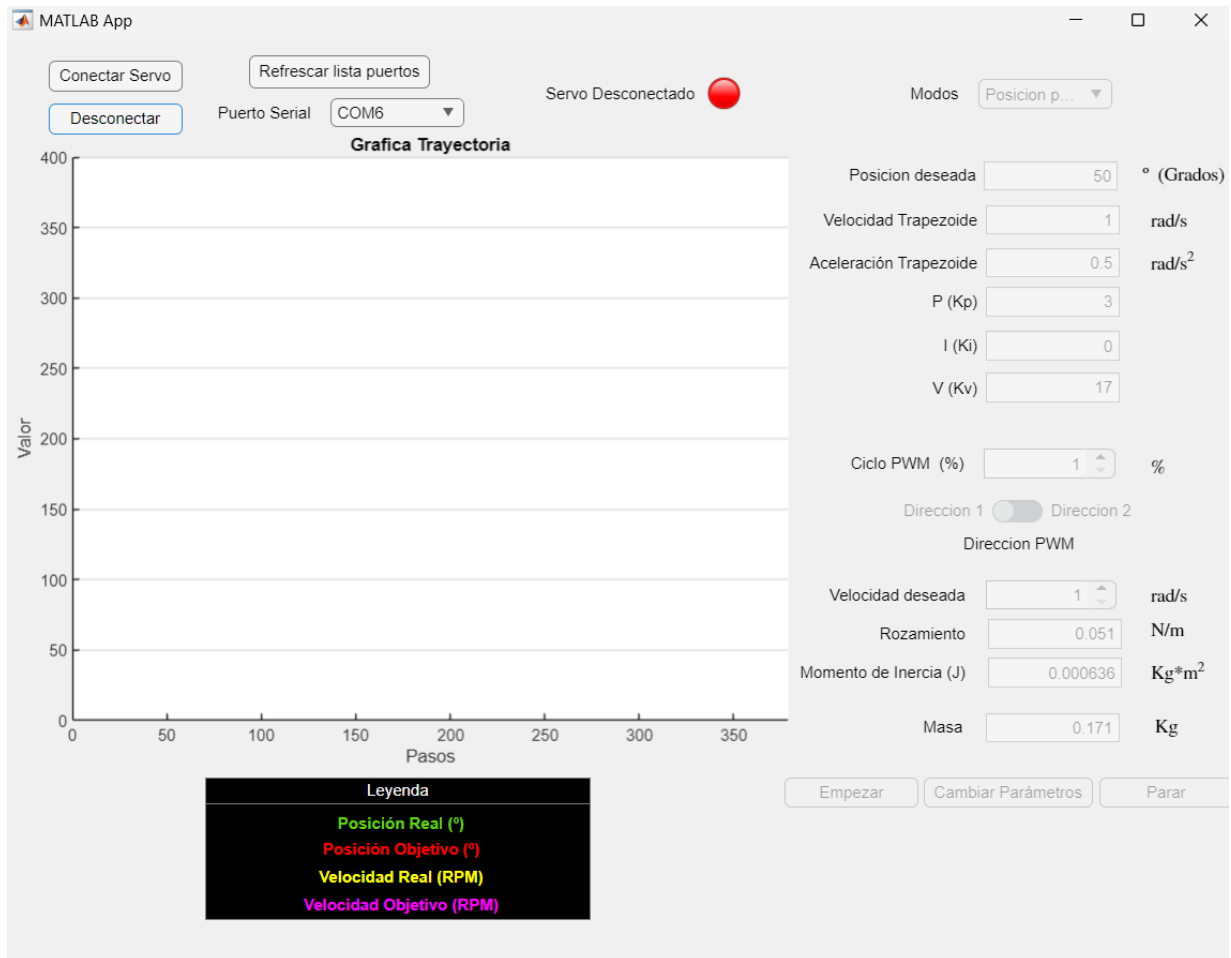 MATLAB App
Conectar Servo
Refrescar lista puertos
Desconectar
Puerto Serial COM6
Servo Desconectado
Modos Posicion p...
Grafica Trayectoria
400
350
300
250
200
150
100
50
0
Valor
0 50 100 150 200 250 300 350
Pasos
Posicion deseada 50 º (Grados)
Velocidad Trapezoide 1 rad/s
Aceleración Trapezoide 0.5 rad/s²
P (Kp) 3
I (Ki) 0
V (Kv) 17
Ciclo PWM (%) 1 %
Direccion 1 Direccion 2
Direccion PWM
Velocidad deseada 1 rad/s
Rozamiento 0.051 N/m
Momento de Inercia (J) 0.000636 Kg*m²
Masa 0.171 Kg
Empezar Cambiar Parámetros Parar
Leyenda
Posición Real (º)
Posición Objetivo (º)
Velocidad Real (RPM)
Velocidad Objetivo (RPM)